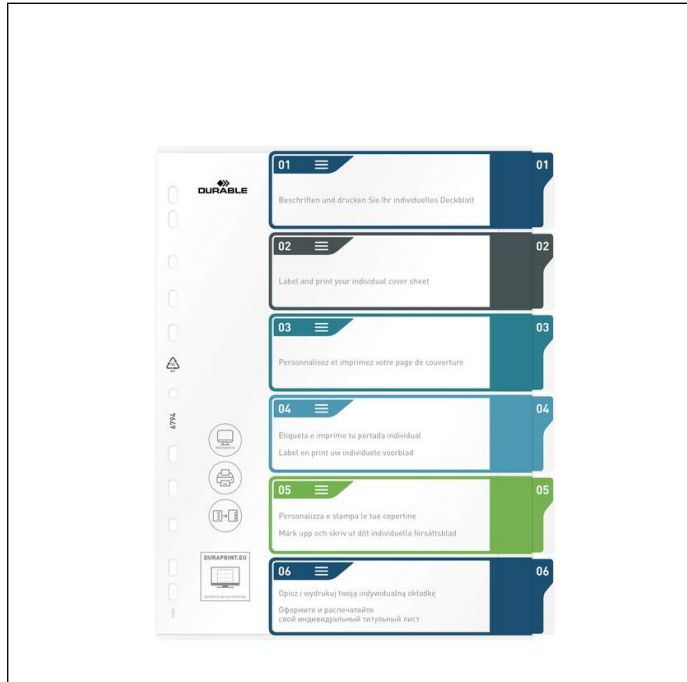 DURABLE
01
01
Beschriften und drucken Sie Ihr individuelles Deckblatt
02
02
Label and print your individual cover sheet
03
03
Personnalisez et imprimez votre page de couverture
04
04
Etiqueta e imprime tu portada individual
Label en print uw individuele voorblad
05
05
Personalizza e stampa le tue copertine
Märk upp och skriv ut ditt individuella försättsblad
06
06
Opisz i wydrukuj twoją indywidualną okładkę
Оформите и распечатайте
свой индивидуальный титульный лист
6794
DURAPRINT.EU